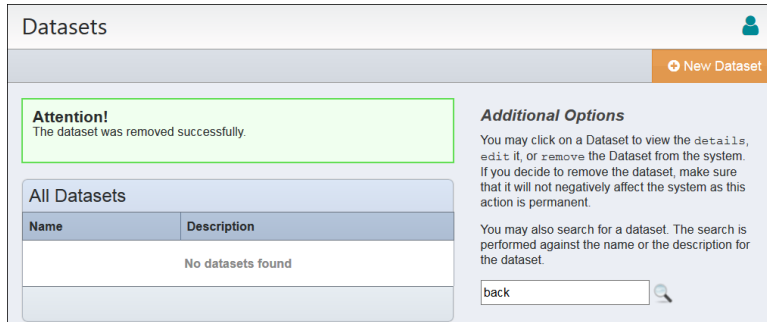 Datasets
New Dataset
Attention!
The dataset was removed successfully.
All Datasets
Name Description
No datasets found
Additional Options
You may click on a Dataset to view the details,
edit it, or remove the Dataset from the system.
If you decide to remove the dataset, make sure
that it will not negatively affect the system as this
action is permanent.
You may also search for a dataset. The search is
performed against the name or the description for
the dataset.
back